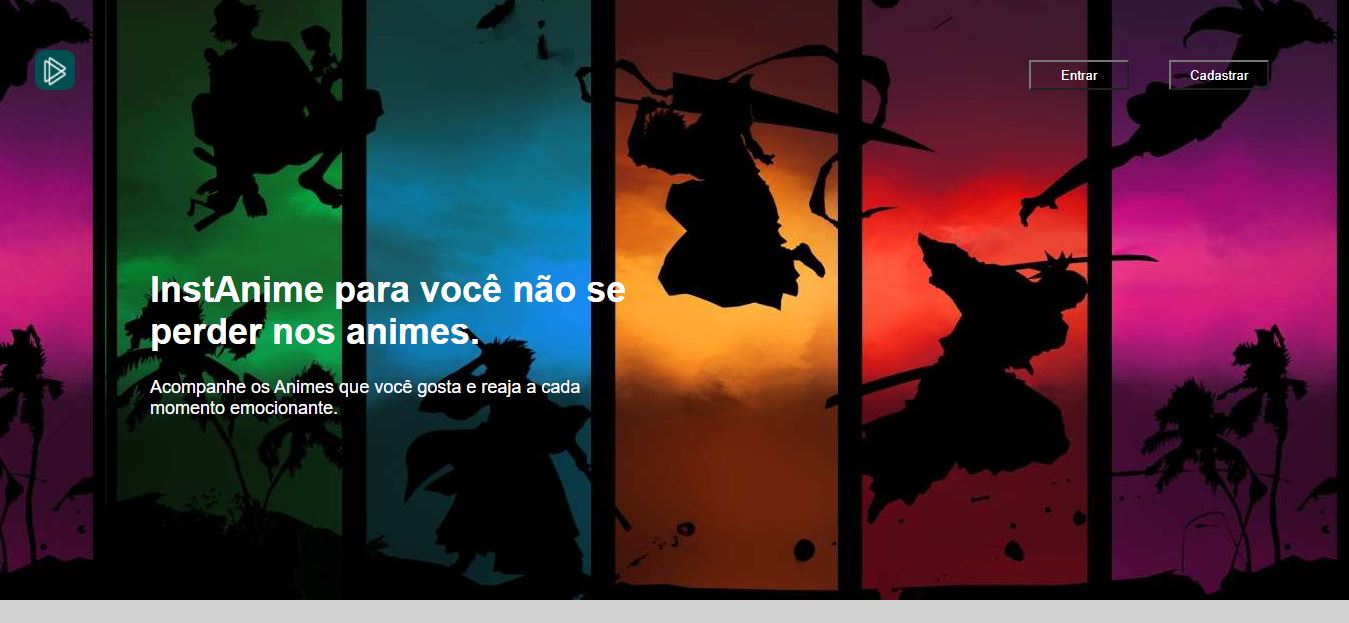 Entrar
Cadastrar
InstAnime para você não se
perder nos animes.
Acompanhe os Animes que você gosta e reaja a cada
momento emocionante.